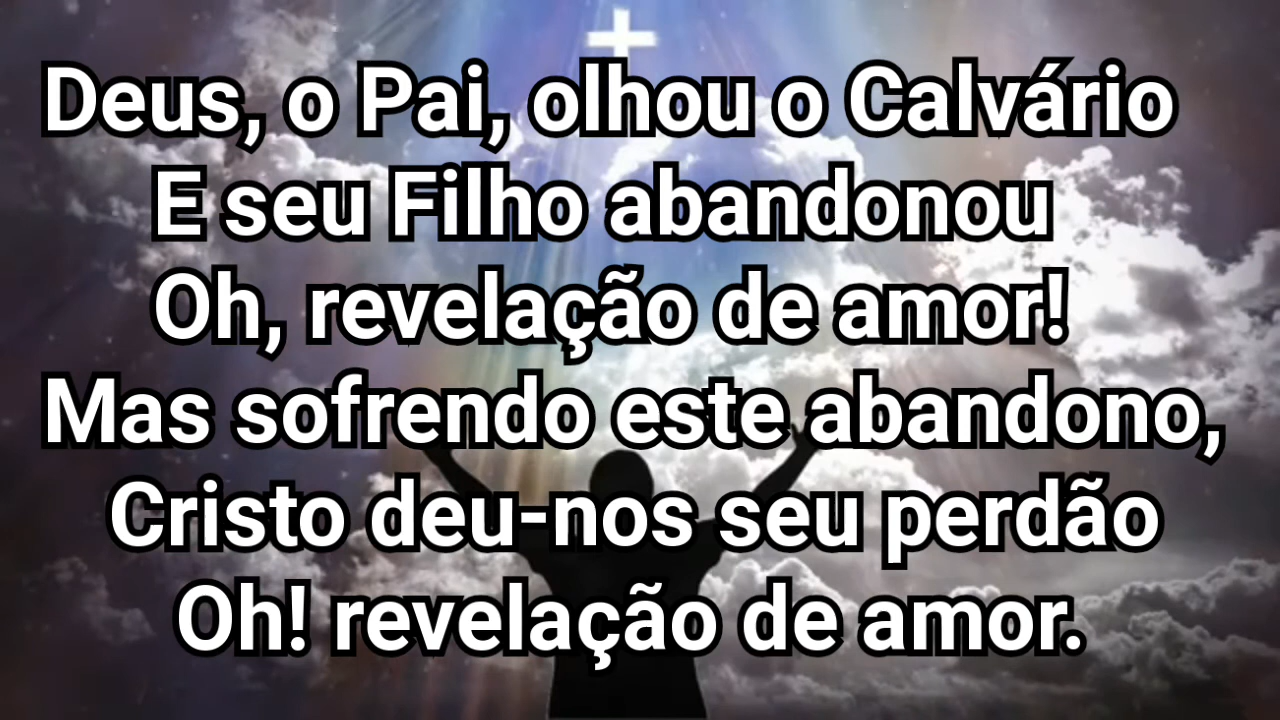 Deus, o Pai, olhou o Calvário
E seu Filho abandonou
Oh, revelação de amor!
Mas sofrendo este abandono,
Cristo deu-nos seu perdão
Oh! revelação de amor.